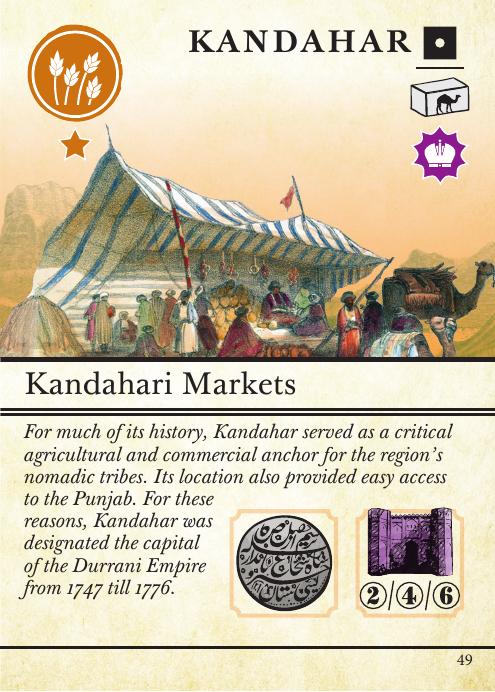 KANDAHAR
Kandahari Markets
For much of its history, Kandahar served as a critical
agricultural and commercial anchor for the region's
nomadic tribes. Its location also provided easy access
to the Punjab. For these
reasons, Kandahar was
designated the capital
of the Durrani Empire
from 1747 till 1776.
2/4/6
49